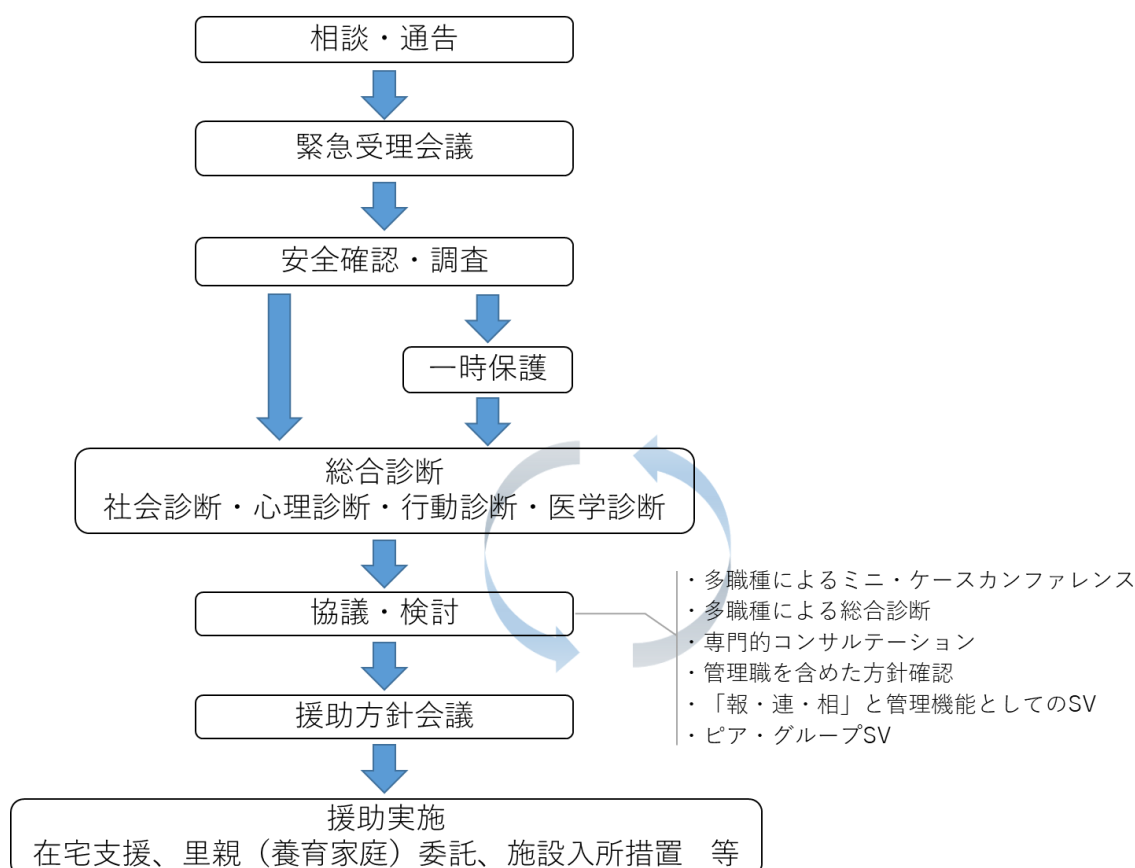 相談・通告
緊急受理会議
安全確認・調査
一時保護
総合診断
社会診断・心理診断・行動診断・医学診断
協議・検討
・多職種によるミニ・ケースカンファレンス
・多職種による総合診断
・専門的コンサルテーション
・管理職を含めた方針確認
・「報・連・相」と管理機能としてのSV
・ピア・グループSV
援助方針会議
援助実施
在宅支援、里親（養育家庭）委託、施設入所措置　等